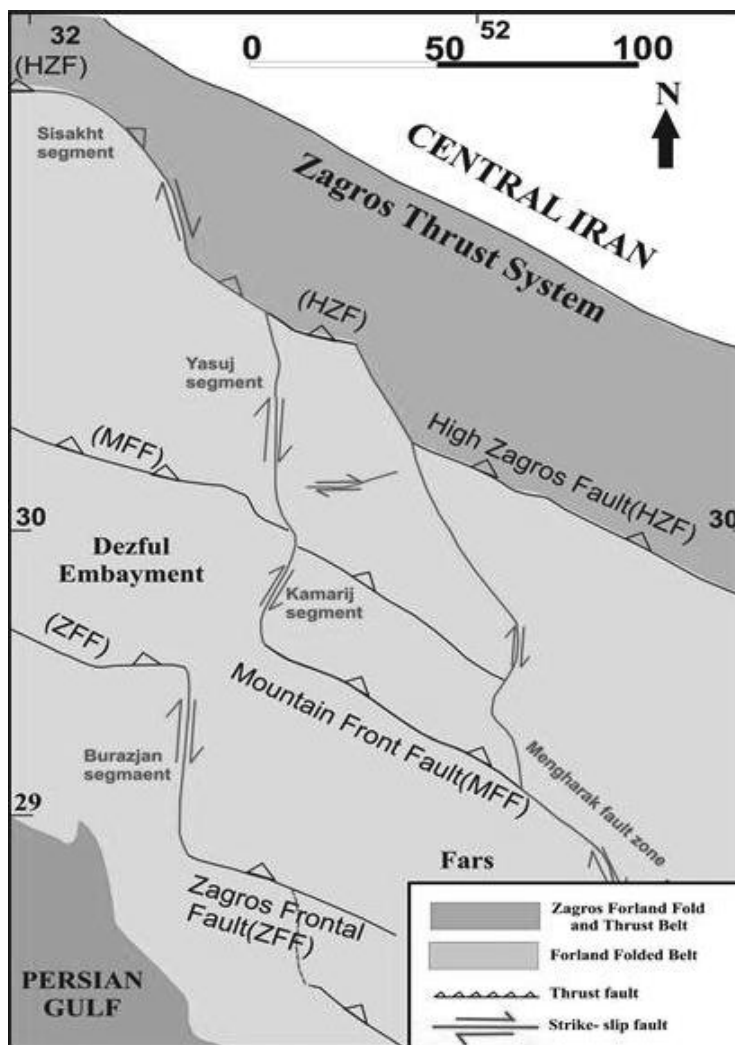 32
52
(HZF)
0 50 100
N
Sisakht
segment
CENTRAL IRAN
Zagros Thrust System
(HZF)
Yasuj
segment
(MFF)
High Zagros Fault(HZF)
30
30
Dezful
Embayment
Kamarij
segment
(ZFF)
Mountain Front Fault(MFF)
Burazjan
segmaent
Mengharak fault zone
29
Fars
Zagros Frontal
Fault(ZFF)
PERSIAN
GULF
Zagros Forland Fold
and Thrust Belt
Forland Folded Belt
Thrust fault
Strike- slip fault